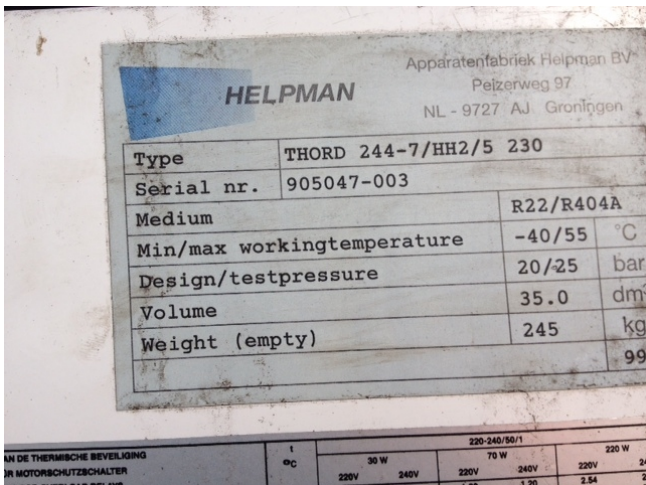 HELPMAN
Apparatenfabriek Helpman BV
Peizerweg 97
NL - 9727 AJ Groningen
Type THORD 244-7/HH2/5 230
Serial nr. 905047-003
Medium R22/R404A
Min/max workingtemperature -40/55 °C
Design/testpressure 20/-25 bar
Volume 35.0 dm³
Weight (empty) 245 kg
99
AN DE THERMISCHE BEVEILIGING
ÖR MOTORSCHUTZSCHALTER
t
°C
220-240/50/1
30 W 70 W 220 W
220V 240V 220V 240V 220V
1.20 2.54